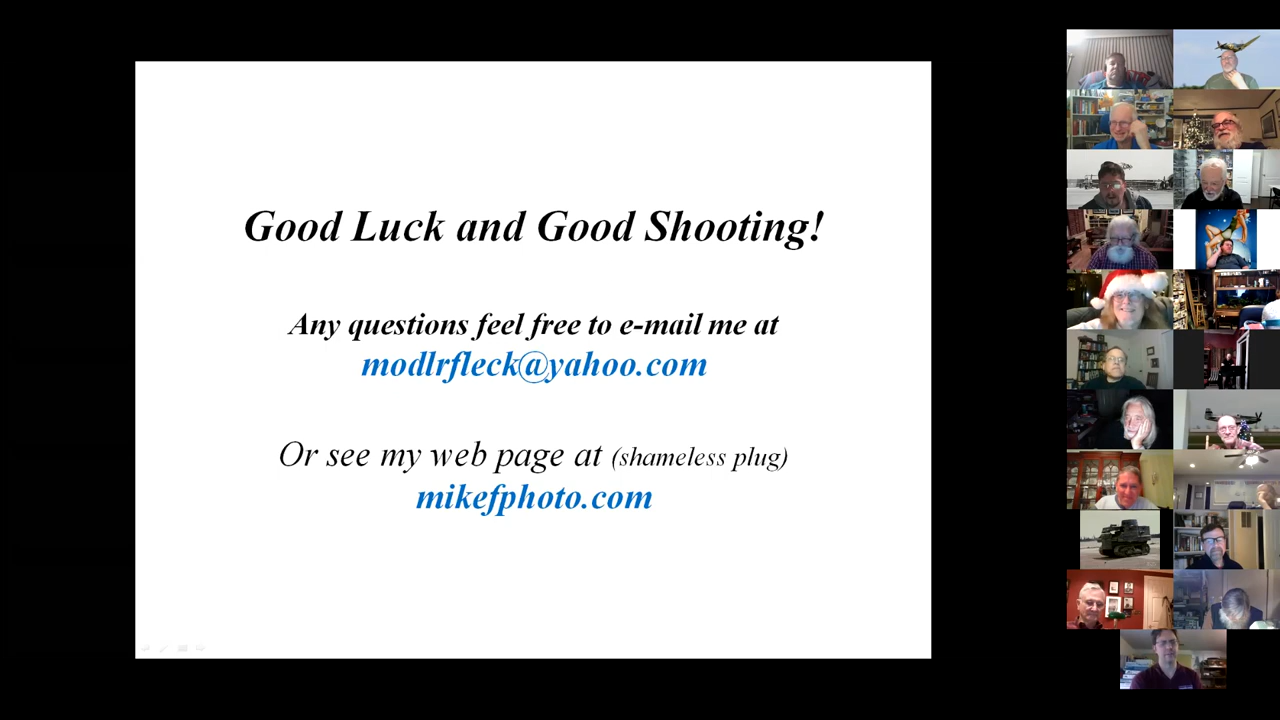 Good Luck and Good Shooting!
Any questions feel free to e-mail me at
modlrfleck@yahoo.com
Or see my web page at (shameless plug)
mikefphoto.com